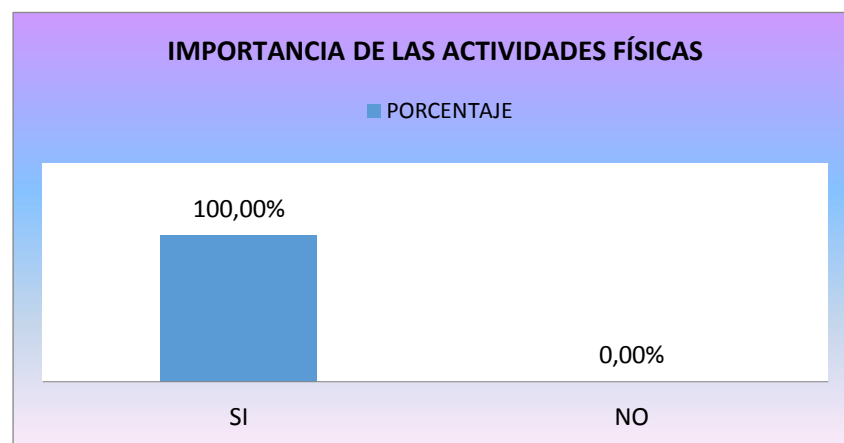 IMPORTANCIA DE LAS ACTIVIDADES FÍSICAS
PORCENTAJE
100,00%
0,00%
SI
NO